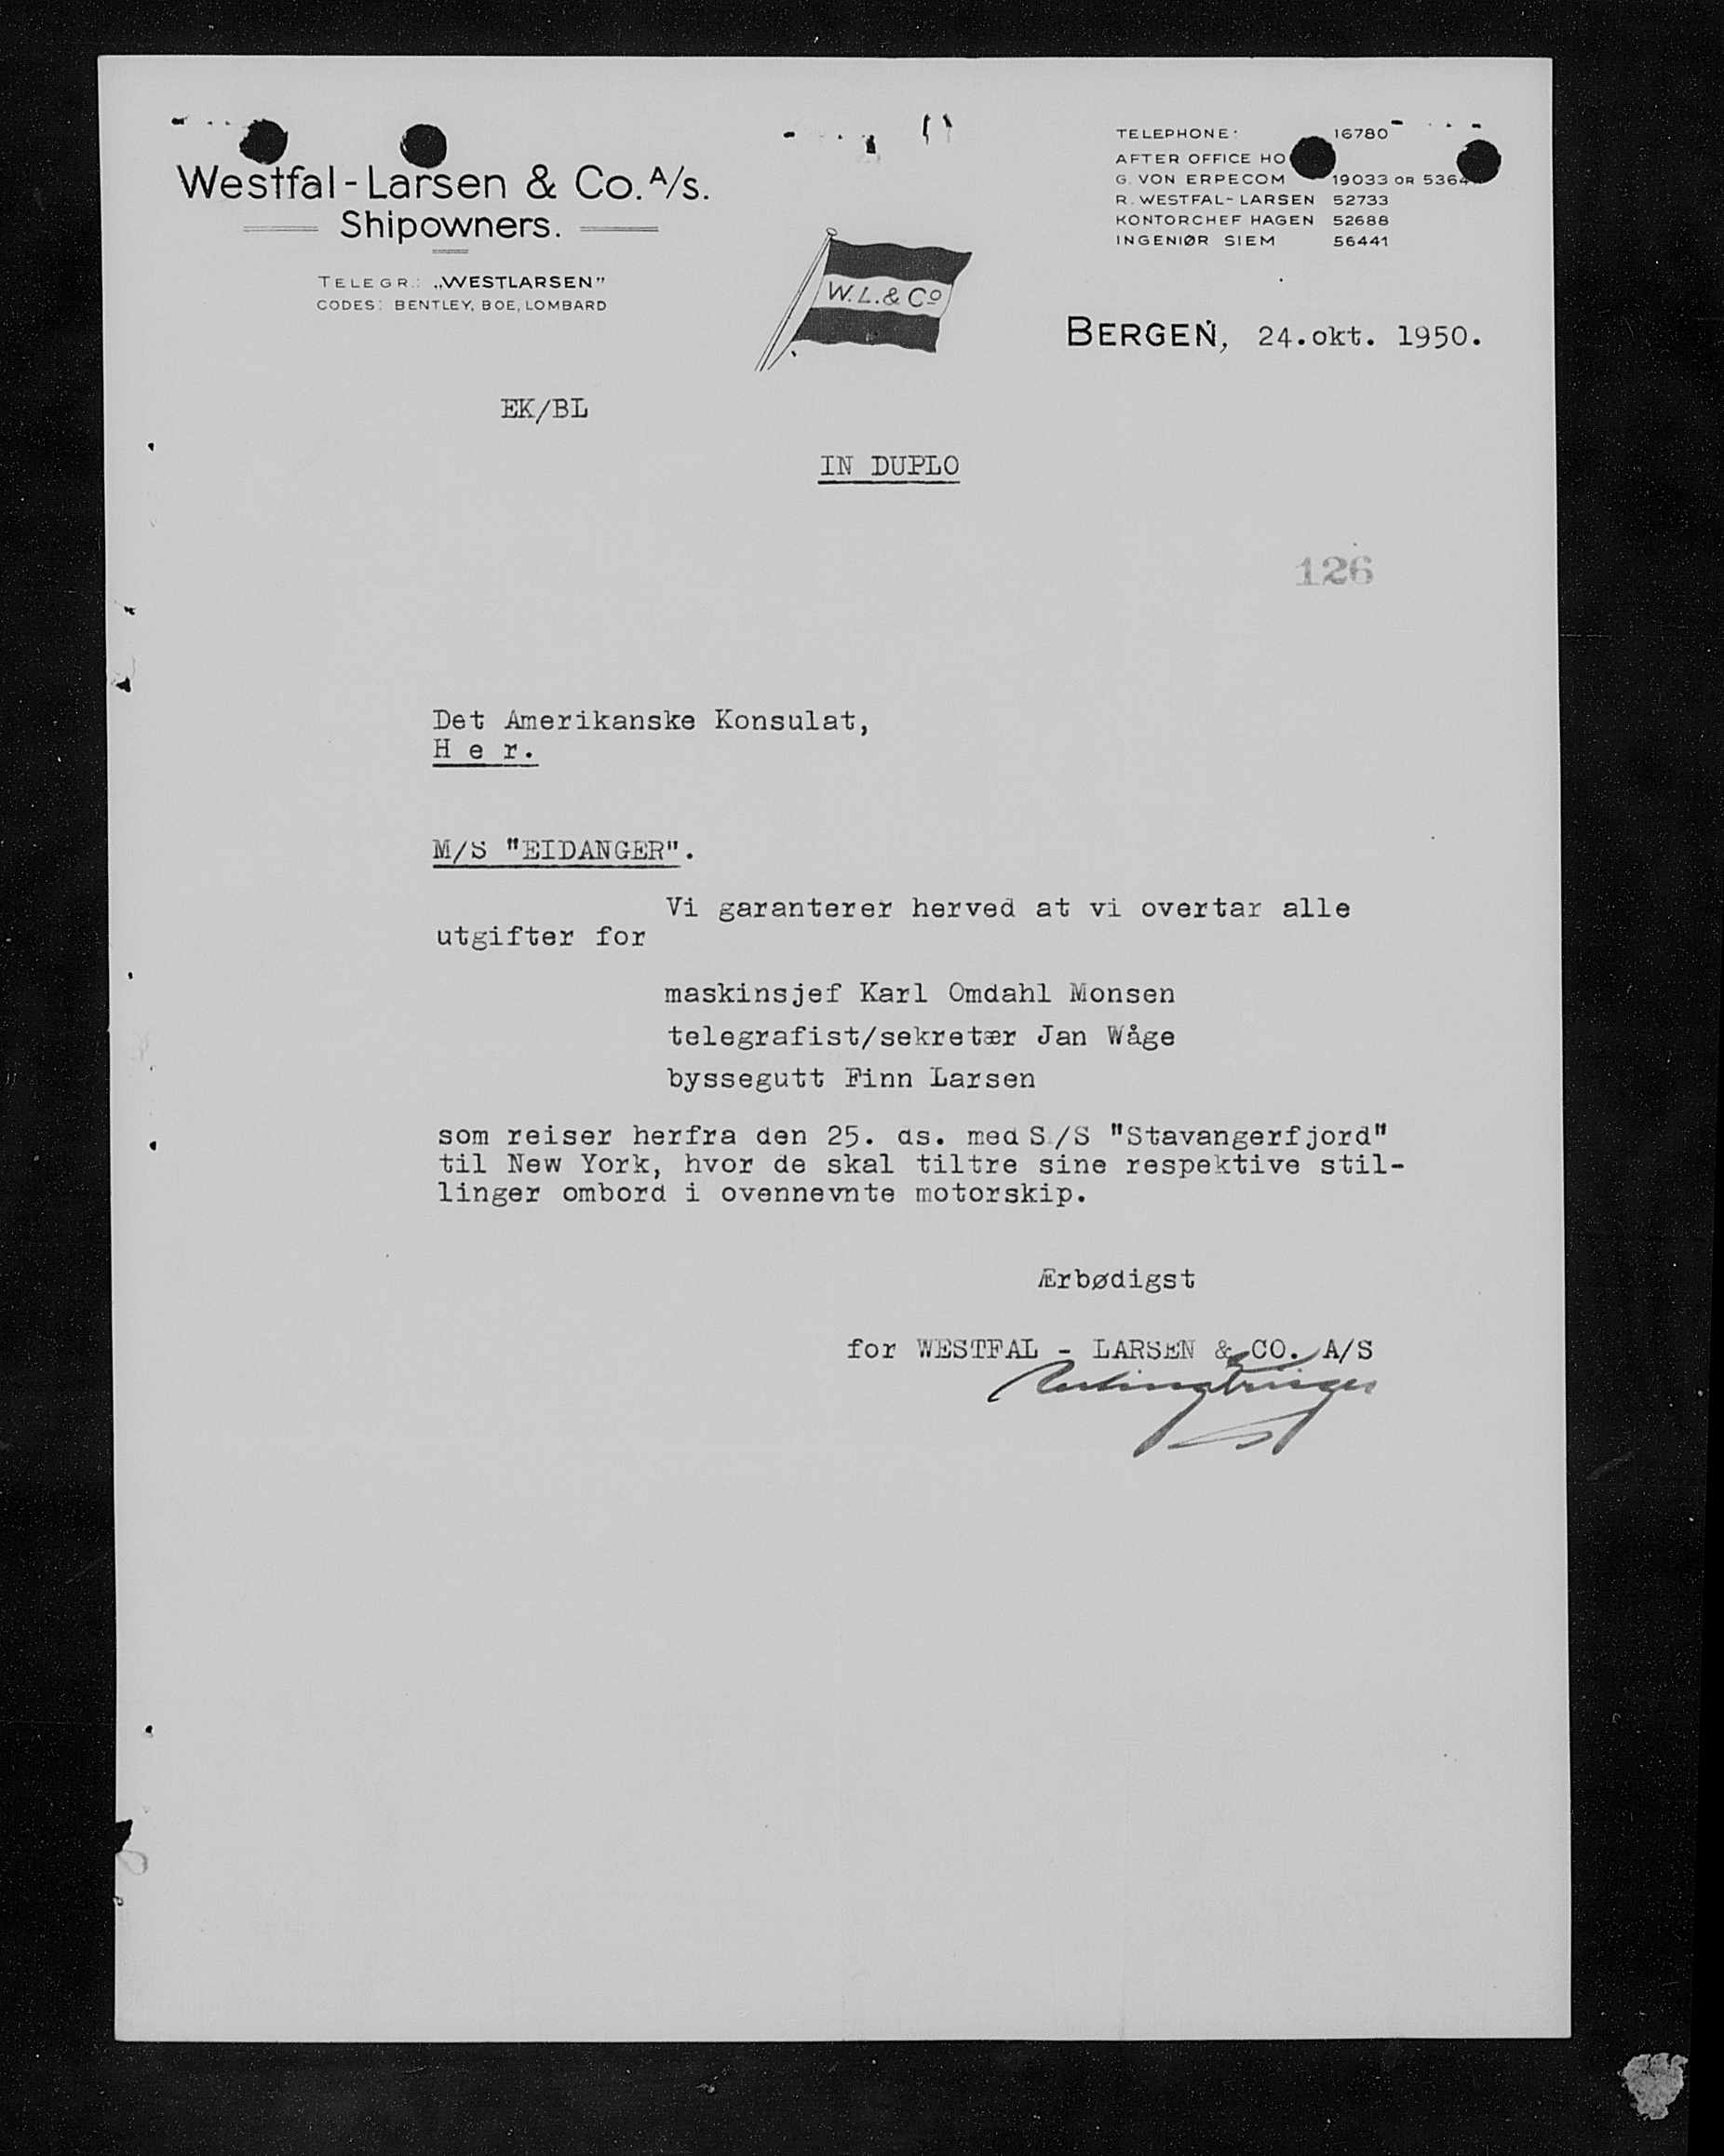 Westfal-Larsen & Co. A/s.
Shipowners.
TELEGR.: „WESTLARSEN”
CODES: BENTLEY, BOE, LOMBARD
W. L. & Co
TELEPHONE: 16780
AFTER OFFICE HO
G. VON ERPECOM 19033 OR 5364
R. WESTFAL-LARSEN 52733
KONTORCHEF HAGEN 52688
INGENIØR SIEM 56441
BERGEN, 24.okt. 1950.
EK/BL
IN DUPLO
126
Det Amerikanske Konsulat,
H e r.
M/S "EIDANGER".
Vi garanterer herved at vi overtar alle
utgifter for
maskinsjef Karl Omdahl Monsen
telegrafist/sekretær Jan Wåge
byssegutt Finn Larsen
som reiser herfra den 25. ds. med S/S "Stavangerfjord"
til New York, hvor de skal tiltre sine respektive stil-
linger ombord i ovennevnte motorskip.
Ærbødigst
for WESTFAL - LARSEN & CO. A/S